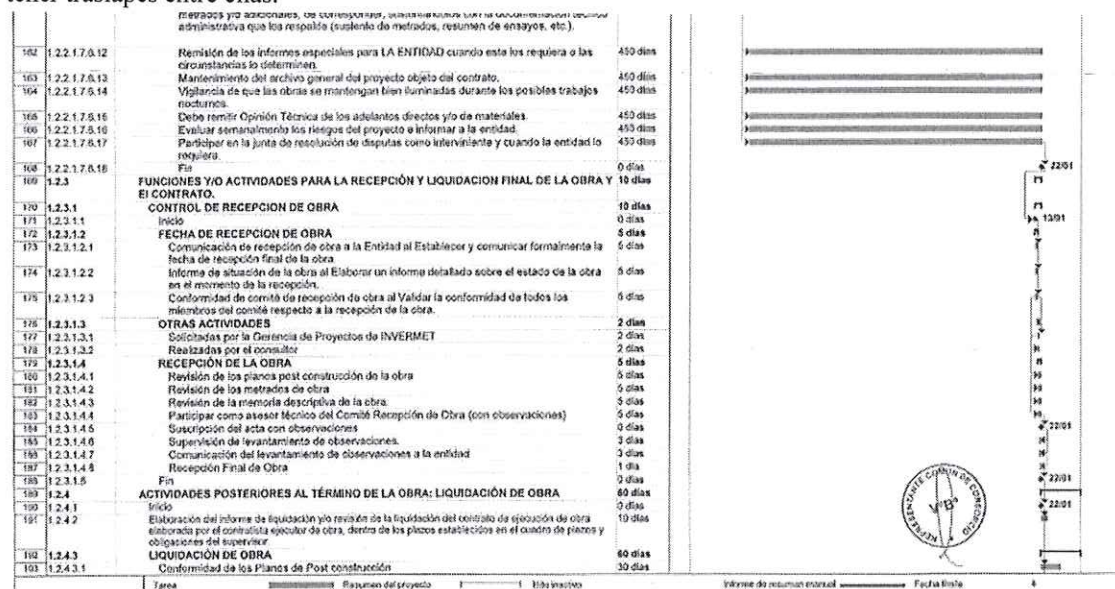 tener traslapes entre ellas.
metrados y/o adicionales, de corresponder, sustentándolos con la documentación técnico
administrativa que los respalde (sustento de metrados, resumen de ensayos, etc.).
162 1.2.2.1.7.6.12 Remisión de los informes especiales para LA ENTIDAD cuando esta los requiera o las 450 días
circunstancias lo determinen.
163 1.2.2.1.7.6.13 Mantenimiento del archivo general del proyecto objeto del contrato. 450 días
164 1.2.2.1.7.6.14 Vigilancia de que las obras se mantengan bien iluminadas durante los posibles trabajos 450 días
nocturnos.
165 1.2.2.1.7.6.15 Debe remitir Opinión Técnica de los adelantos directos y/o de materiales. 450 días
166 1.2.2.1.7.6.16 Evaluar semanalmente los riesgos del proyecto e informar a la entidad. 450 días
167 1.2.2.1.7.6.17 Participar en la junta de resolución de disputas como interviniente y cuando la entidad lo 450 días
requiera.
168 1.2.2.1.7.6.18 Fin 0 días 22/01
169 1.2.3 FUNCIONES Y/O ACTIVIDADES PARA LA RECEPCIÓN Y LIQUIDACION FINAL DE LA OBRA Y 10 días
El CONTRATO.
170 1.2.3.1 CONTROL DE RECEPCION DE OBRA 10 días
171 1.2.3.1.1 Inicio 0 días 13/01
172 1.2.3.1.2 FECHA DE RECEPCION DE OBRA 5 días
173 1.2.3.1.2.1 Comunicación de recepción de obra a la Entidad al Establecer y comunicar formalmente la 5 días
fecha de recepción final de la obra.
174 1.2.3.1.2.2 Informe de situación de la obra al Elaborar un informe detallado sobre el estado de la obra 5 días
en el momento de la recepción.
175 1.2.3.1.2.3 Conformidad de comité de recepción de obra al Validar la conformidad de todos los 5 días
miembros del comité respecto a la recepción de la obra.
176 1.2.3.1.3 OTRAS ACTIVIDADES 2 días
177 1.2.3.1.3.1 Solicitadas por la Gerencia de Proyectos de INVERMET 2 días
178 1.2.3.1.3.2 Realizadas por el consultor 2 días
179 1.2.3.1.4 RECEPCIÓN DE LA OBRA 5 días
180 1.2.3.1.4.1 Revisión de los planos post construcción de la obra 5 días
181 1.2.3.1.4.2 Revisión de los metrados de obra 5 días
182 1.2.3.1.4.3 Revisión de la memoria descriptiva de la obra. 5 días
183 1.2.3.1.4.4 Participar como asesor técnico del Comité Recepción de Obra (con observaciones) 5 días
184 1.2.3.1.4.5 Suscripción del acta con observaciones 0 días 22/01
185 1.2.3.1.4.6 Supervisión de levantamiento de observaciones. 3 días
186 1.2.3.1.4.7 Comunicación del levantamiento de observaciones a la entidad 3 días
187 1.2.3.1.4.8 Recepción Final de Obra 1 día
188 1.2.3.1.5 Fin 0 días 22/01
189 1.2.4 ACTIVIDADES POSTERIORES AL TÉRMINO DE LA OBRA: LIQUIDACIÓN DE OBRA 60 días
190 1.2.4.1 Inicio 0 días 22/01
191 1.2.4.2 Elaboración del informe de liquidación y/o revisión de la liquidación del contrato de ejecución de obra 10 días
elaborada por el contratista ejecutor de obra, dentro de los plazos establecidos en el cuadro de plazos y
obligaciones del supervisor
192 1.2.4.3 LIQUIDACIÓN DE OBRA 60 días
193 1.2.4.3.1 Conformidad de los Planos de Post construcción 30 días
REPRESENTANTE COMÚN DE CONSORCIO
V°B°
Tarea Resumen del proyecto Hito inactivo Informe de resumen manual Fecha límite